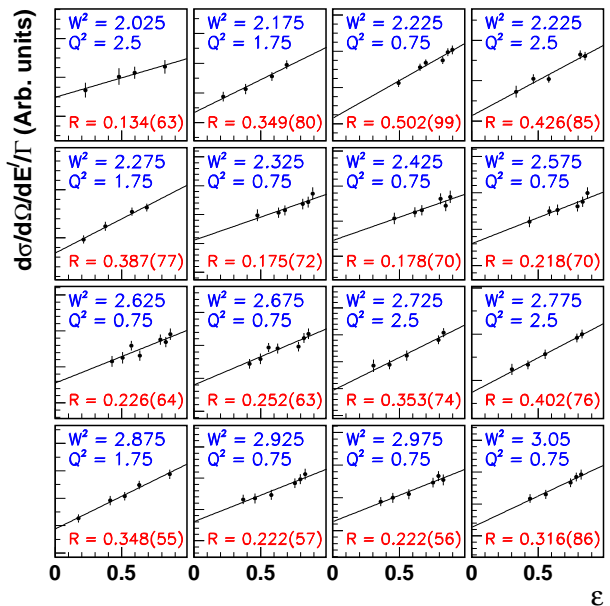 dσ/dΩ/dE′/Γ (Arb. units)
W² = 2.025
Q² = 2.5
R = 0.134(63)
W² = 2.175
Q² = 1.75
R = 0.349(80)
W² = 2.225
Q² = 0.75
R = 0.502(99)
W² = 2.225
Q² = 2.5
R = 0.426(85)
W² = 2.275
Q² = 1.75
R = 0.387(77)
W² = 2.325
Q² = 0.75
R = 0.175(72)
W² = 2.425
Q² = 0.75
R = 0.178(70)
W² = 2.575
Q² = 0.75
R = 0.218(70)
W² = 2.625
Q² = 0.75
R = 0.226(64)
W² = 2.675
Q² = 0.75
R = 0.252(63)
W² = 2.725
Q² = 2.5
R = 0.353(74)
W² = 2.775
Q² = 2.5
R = 0.402(76)
W² = 2.875
Q² = 1.75
R = 0.348(55)
W² = 2.925
Q² = 0.75
R = 0.222(57)
W² = 2.975
Q² = 0.75
R = 0.222(56)
W² = 3.05
Q² = 0.75
R = 0.316(86)
0 0.5 0 0.5 0 0.5 0 0.5
ε